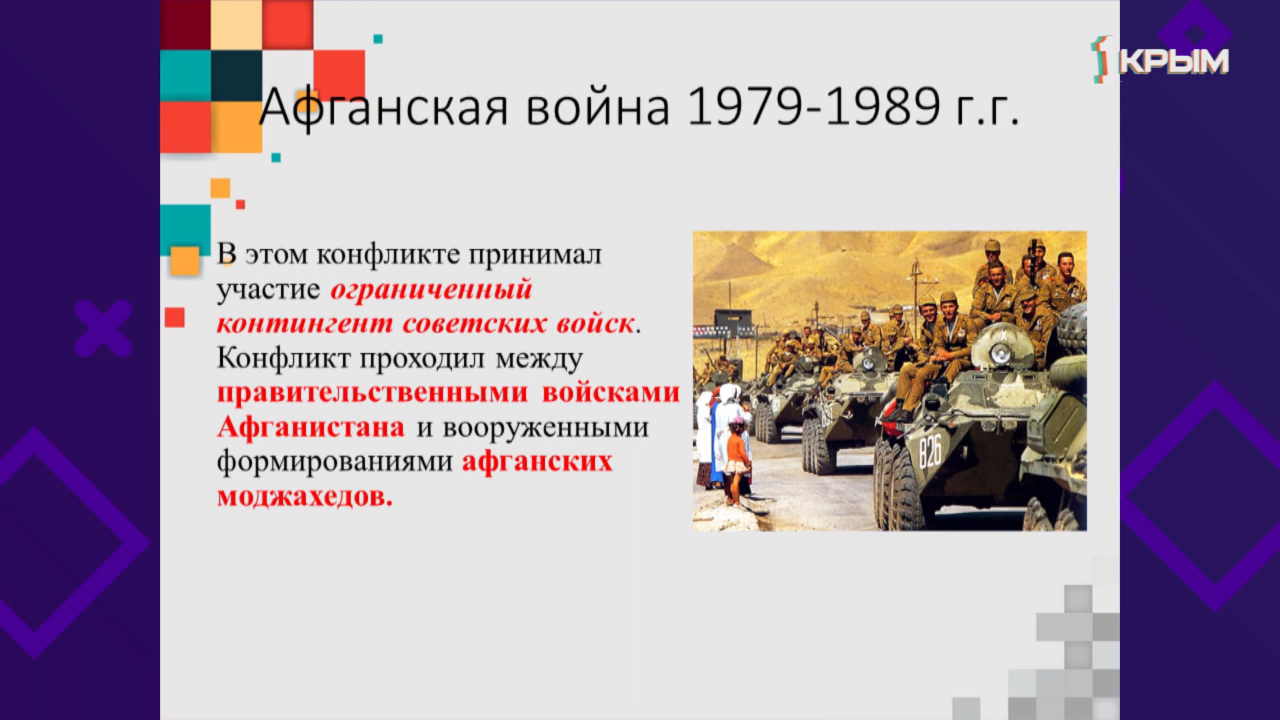 КРЫМ
Афганская война 1979-1989 г.г.
В этом конфликте принимал
участие ограниченный
контингент советских войск.
Конфликт проходил между
правительственными войсками
Афганистана и вооруженными
формированиями афганских
моджахедов.
826